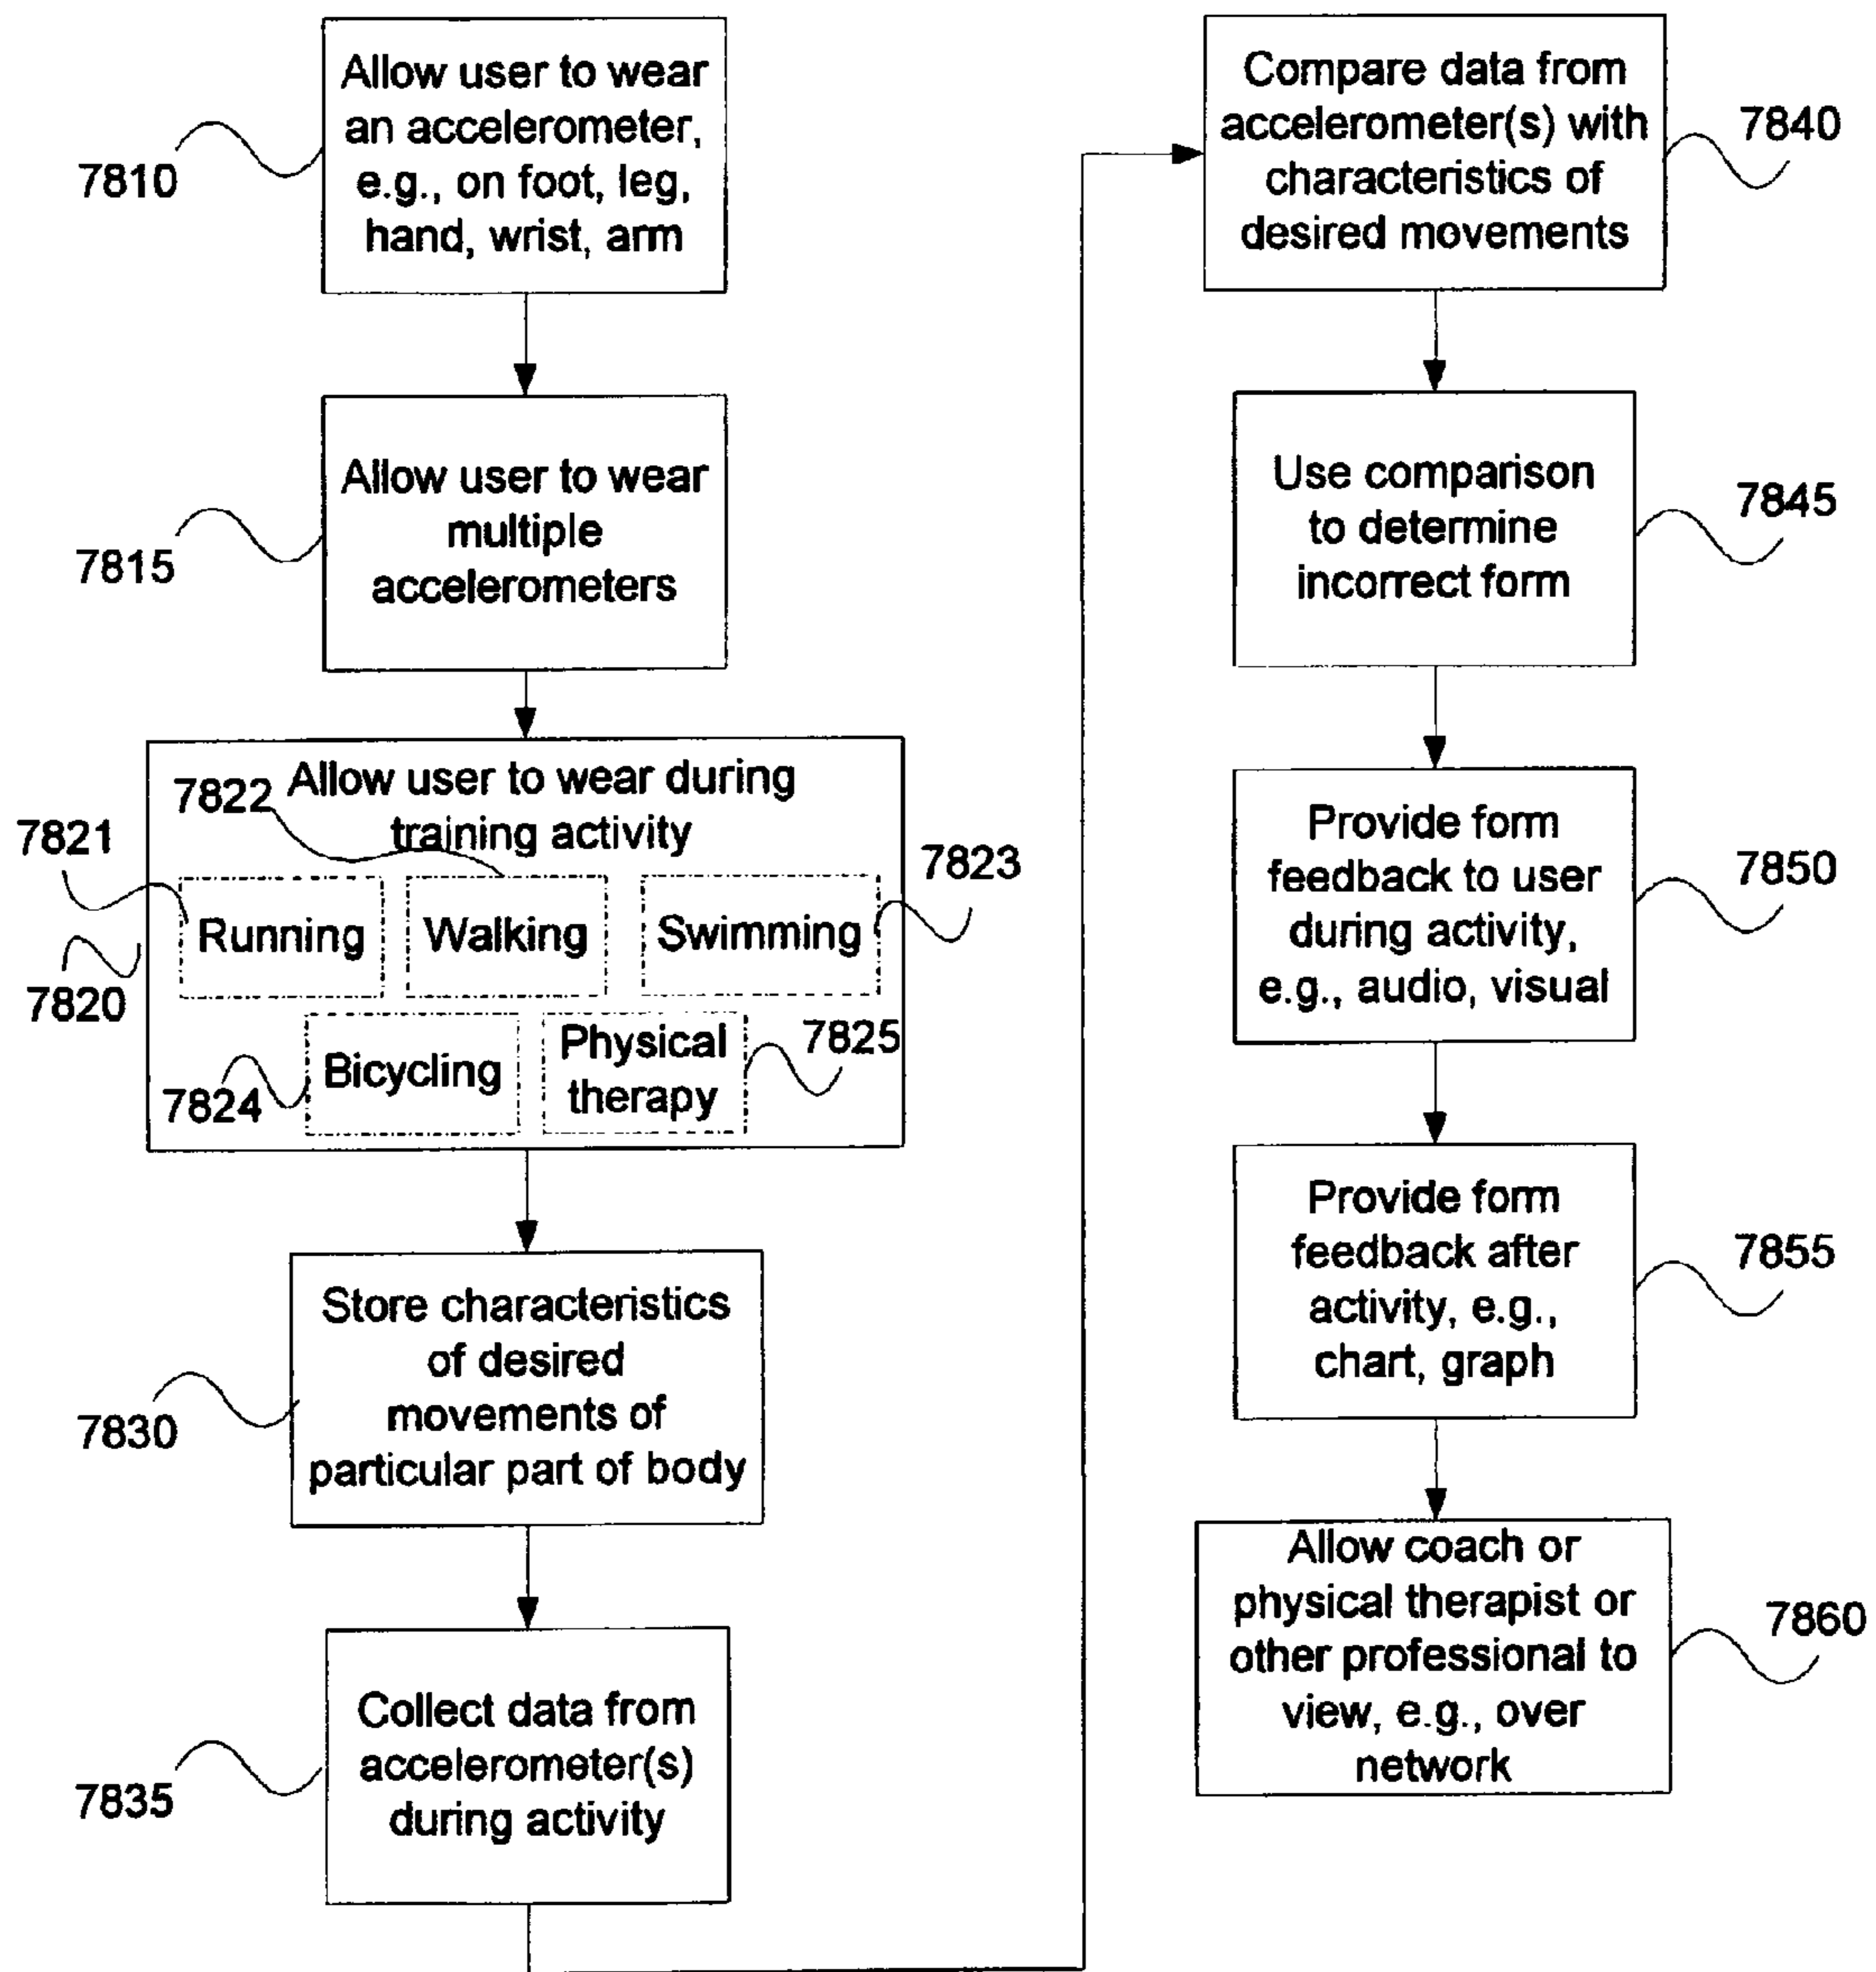 Allow user to wear
an accelerometer,
e.g., on foot, leg,
hand, wrist, arm
7810
Allow user to wear
multiple
accelerometers
7815
Allow user to wear during
training activity
7822
7821
7823
Running
Walking
Swimming
7820
Bicycling
Physical
therapy
7825
7824
Store characteristics
of desired
movements of
particular part of body
7830
Collect data from
accelerometer(s)
during activity
7835
Compare data from
accelerometer(s) with
characteristics of
desired movements
7840
Use comparison
to determine
incorrect form
7845
Provide form
feedback to user
during activity,
e.g., audio, visual
7850
Provide form
feedback after
activity, e.g.,
chart, graph
7855
Allow coach or
physical therapist or
other professional to
view, e.g., over
network
7860